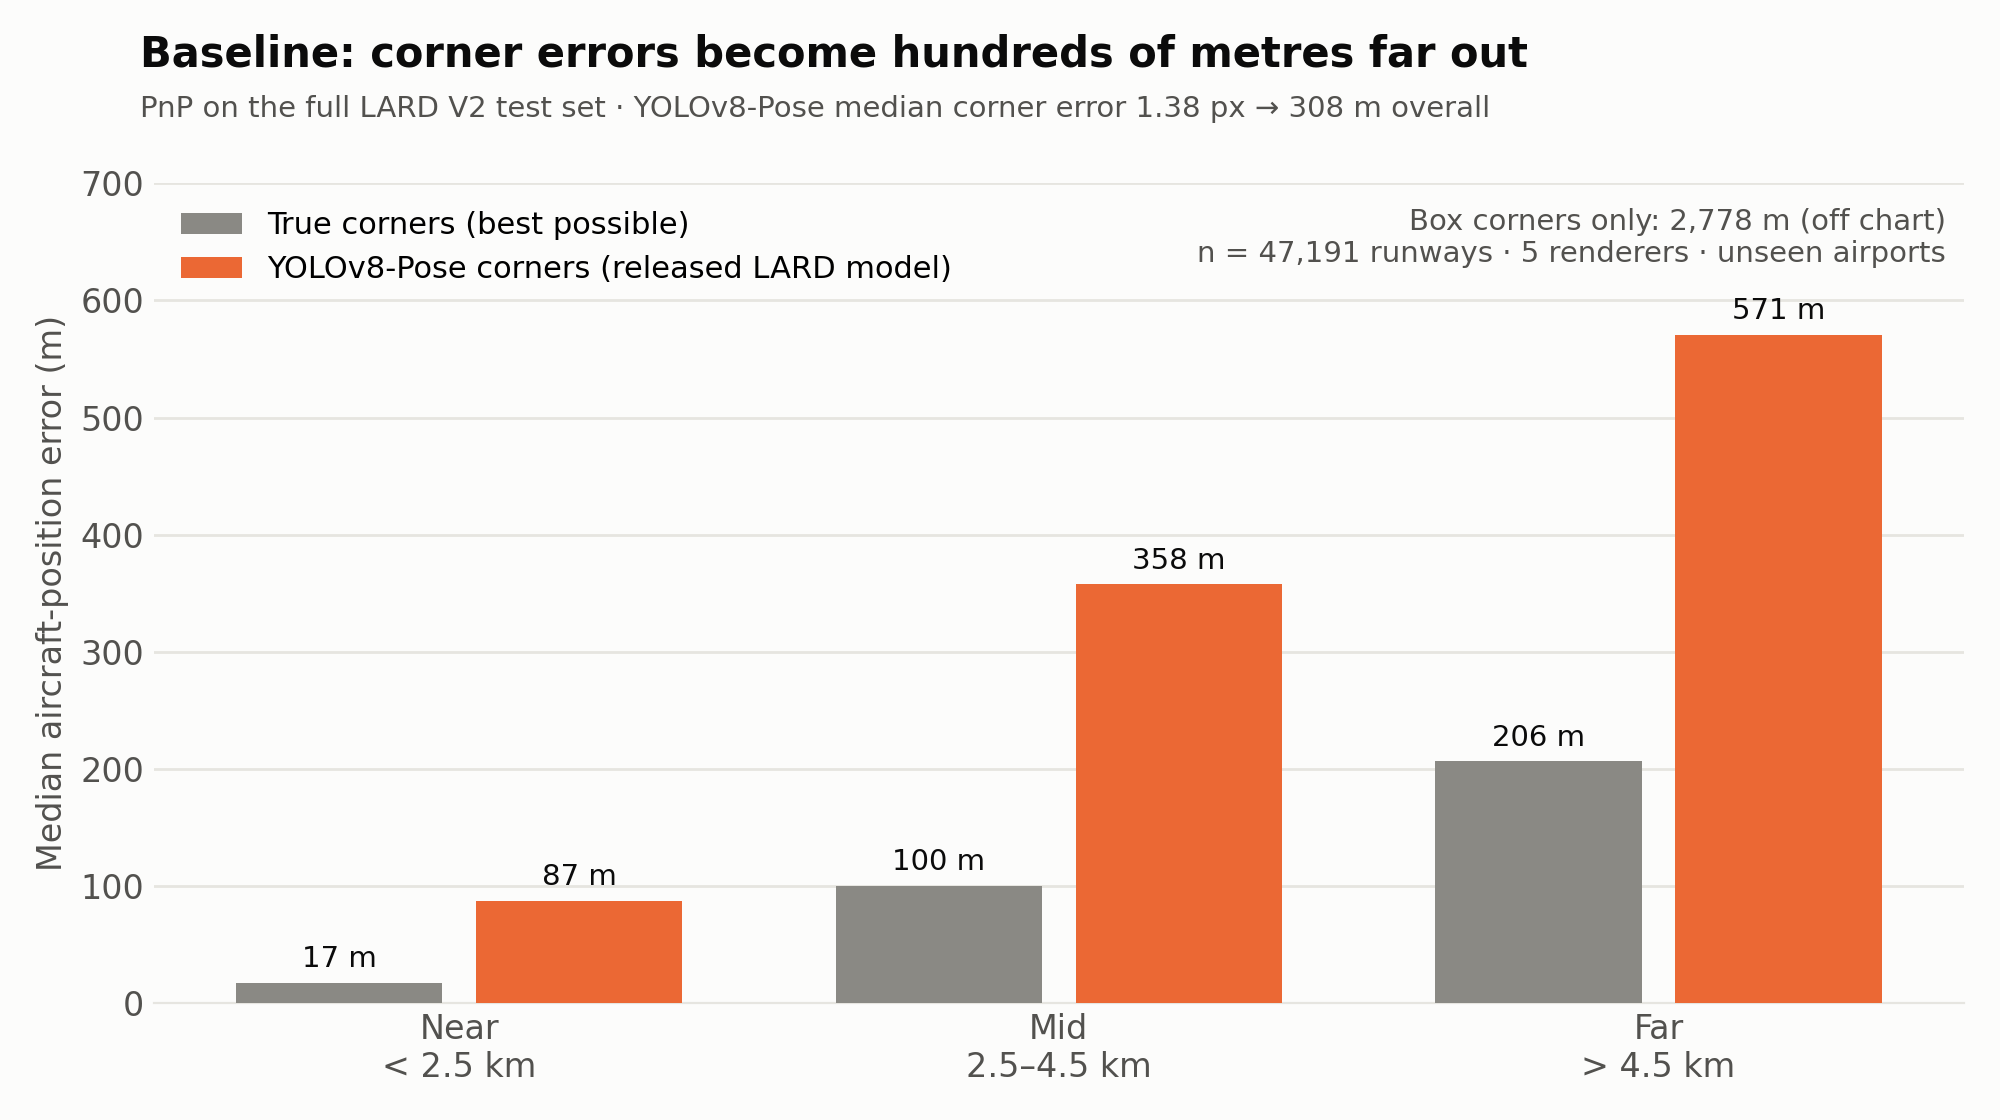 Baseline: corner errors become hundreds of metres far out
PnP on the full LARD V2 test set · YOLOv8-Pose median corner error 1.38 px → 308 m overall
Median aircraft-position error (m)
700
600
500
400
300
200
100
0
True corners (best possible)
YOLOv8-Pose corners (released LARD model)
Box corners only: 2,778 m (off chart)
n = 47,191 runways · 5 renderers · unseen airports
17 m
87 m
100 m
358 m
206 m
571 m
Near
< 2.5 km
Mid
2.5–4.5 km
Far
> 4.5 km